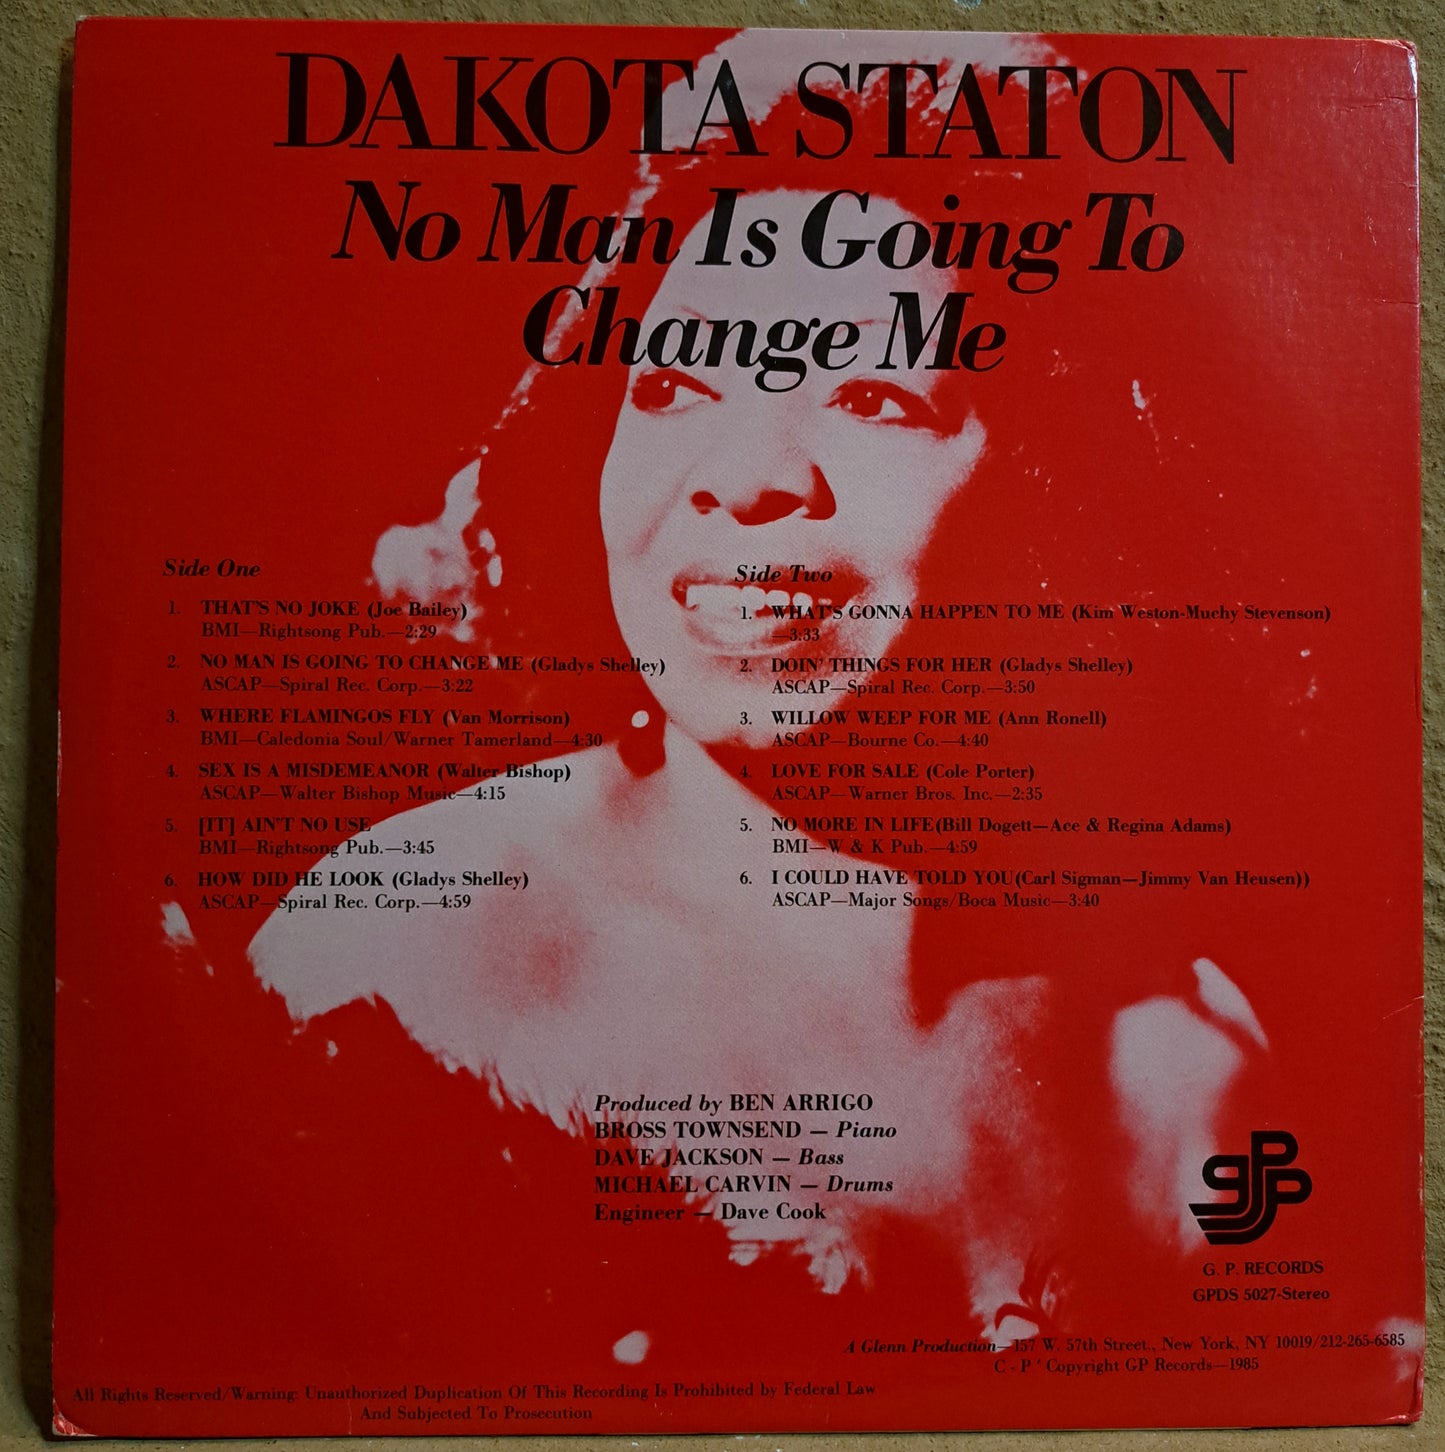 DAKOTA STATON
No Man Is Going To
Change Me
Side One
1. THAT'S NO JOKE (Joe Bailey)
BMI—Rightsong Pub.—2:29
2. NO MAN IS GOING TO CHANGE ME (Gladys Shelley)
ASCAP—Spiral Rec. Corp.—3:22
3. WHERE FLAMINGOS FLY (Van Morrison)
BMI—Caledonia Soul/Warner Tamerland—4:30
4. SEX IS A MISDEMEANOR (Walter Bishop)
ASCAP—Walter Bishop Music—4:15
5. [IT] AIN'T NO USE
BMI—Rightsong Pub.—3:45
6. HOW DID HE LOOK (Gladys Shelley)
ASCAP—Spiral Rec. Corp.—4:59
Side Two
1. WHAT'S GONNA HAPPEN TO ME (Kim Weston-Muchy Stevenson)
—3:33
2. DOIN' THINGS FOR HER (Gladys Shelley)
ASCAP—Spiral Rec. Corp.—3:50
3. WILLOW WEEP FOR ME (Ann Ronell)
ASCAP—Bourne Co.—4:40
4. LOVE FOR SALE (Cole Porter)
ASCAP—Warner Bros. Inc.—2:35
5. NO MORE IN LIFE(Bill Dogett—Ace & Regina Adams)
BMI—W & K Pub.—4:59
6. I COULD HAVE TOLD YOU(Carl Sigman—Jimmy Van Heusen))
ASCAP—Major Songs/Boca Music—3:40
Produced by BEN ARRIGO
BROSS TOWNSEND — Piano
DAVE JACKSON — Bass
MICHAEL CARVIN — Drums
Engineer — Dave Cook
gPP
G. P. RECORDS
GPDS 5027-Stereo
A Glenn Production—157 W. 57th Street., New York, NY 10019/212-265-6585
C - P ' Copyright GP Records—1985
All Rights Reserved/Warning: Unauthorized Duplication Of This Recording Is Prohibited by Federal Law
And Subjected To Prosecution